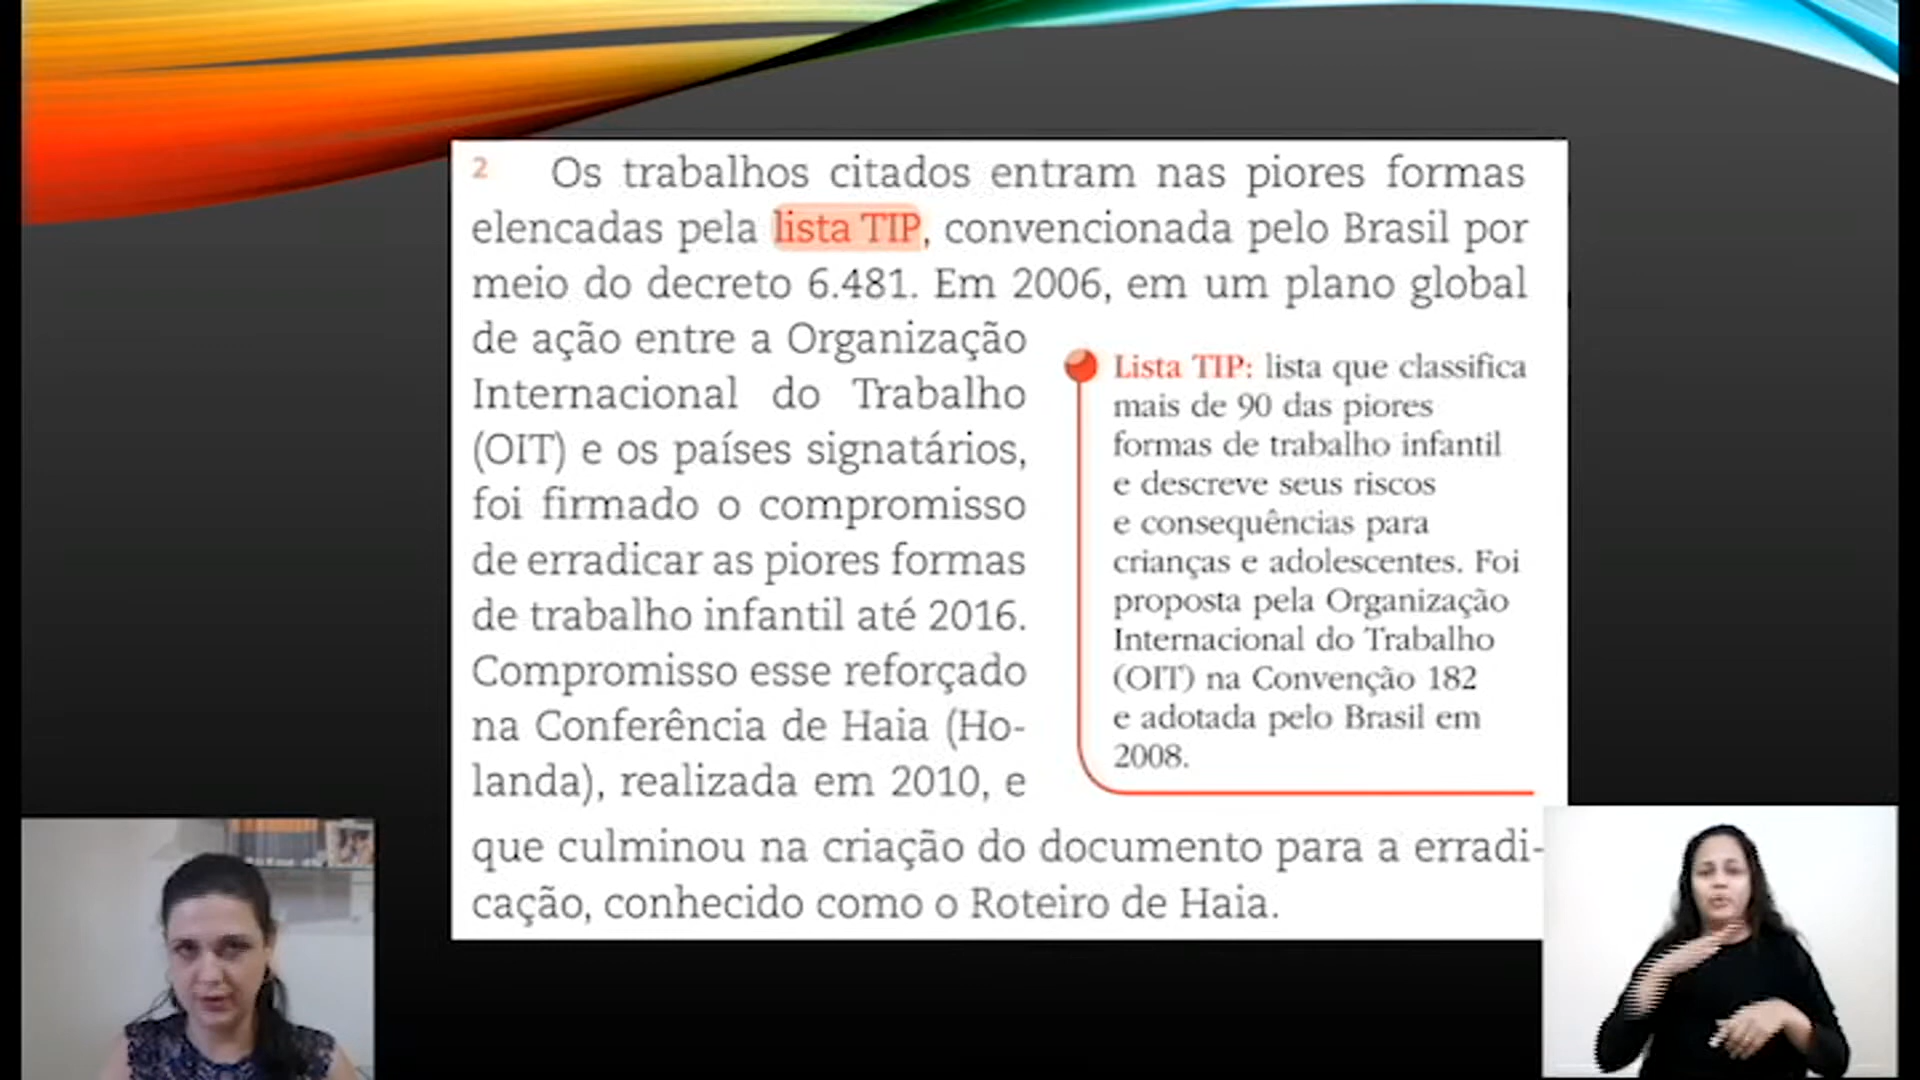 2 Os trabalhos citados entram nas piores formas
elencadas pela lista TIP, convencionada pelo Brasil por
meio do decreto 6.481. Em 2006, em um plano global
de ação entre a Organização
Internacional do Trabalho
(OIT) e os países signatários,
foi firmado o compromisso
de erradicar as piores formas
de trabalho infantil até 2016.
Compromisso esse reforçado
na Conferência de Haia (Ho-
landa), realizada em 2010, e
que culminou na criação do documento para a erradi-
cação, conhecido como o Roteiro de Haia.
Lista TIP: lista que classifica
mais de 90 das piores
formas de trabalho infantil
e descreve seus riscos
e consequências para
crianças e adolescentes. Foi
proposta pela Organização
Internacional do Trabalho
(OIT) na Convenção 182
e adotada pelo Brasil em
2008.